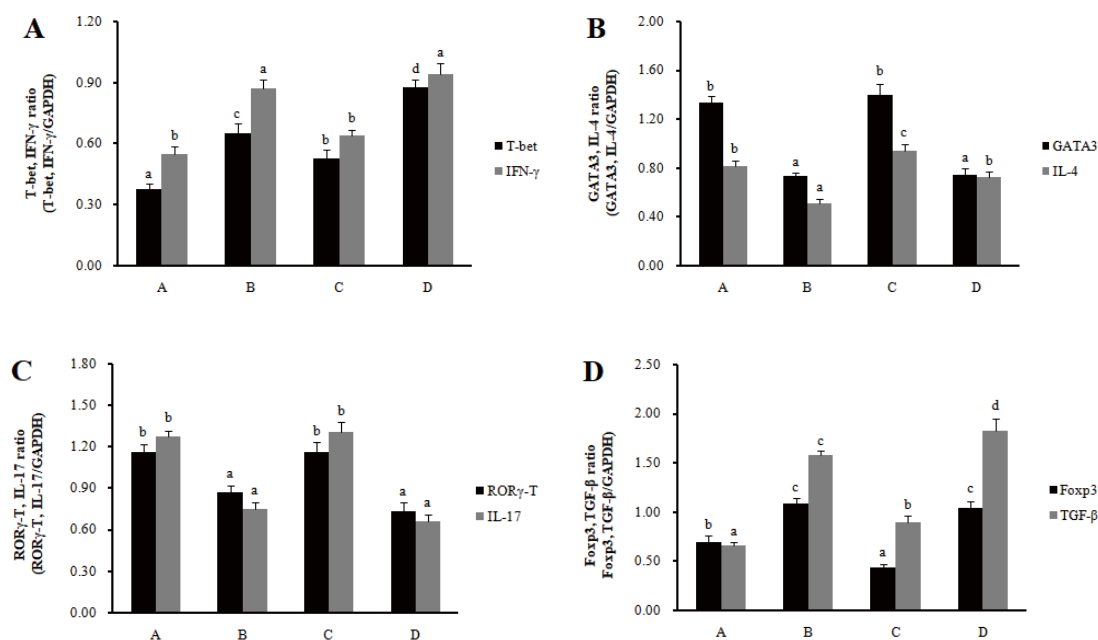 A
T-bet, IFN-γ ratio
(T-bet, IFN-γ/GAPDH)
1.20
0.90
0.60
0.30
0.00
a
b
c
a
b
b
d
a
A
B
C
D
T-bet
IFN-γ
B
GATA3, IL-4 ratio
(GATA3, IL-4/GAPDH)
2.00
1.60
1.20
0.80
0.40
0.00
b
b
a
a
b
c
a
b
A
B
C
D
GATA3
IL-4
C
RORγ-T, IL-17 ratio
(RORγ-T, IL-17/GAPDH)
1.80
1.50
1.20
0.90
0.60
0.30
0.00
b
b
a
a
b
b
a
a
A
B
C
D
RORγ-T
IL-17
D
Foxp3, TGF-β ratio
Foxp3, TGF-β/GAPDH)
2.50
2.00
1.50
1.00
0.50
0.00
b
a
c
c
a
b
c
d
A
B
C
D
Foxp3
TGF-β